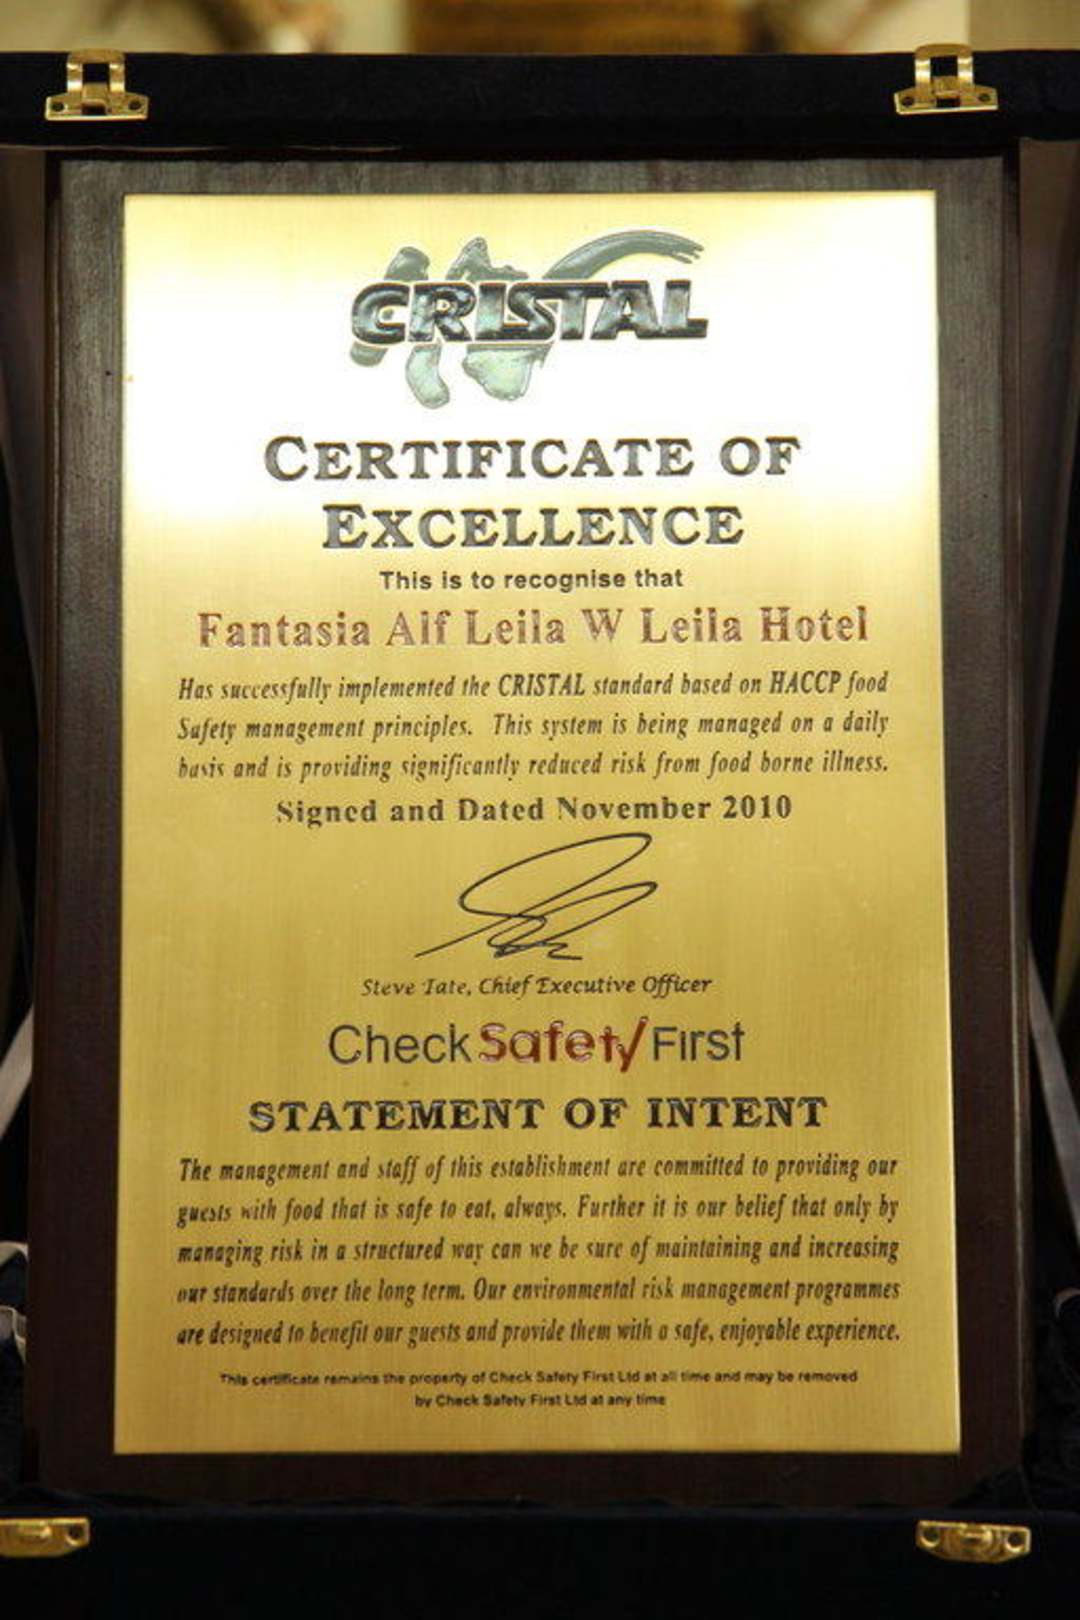 CRISTAL
CERTIFICATE OF
EXCELLENCE
This is to recognise that
Fantasia Alf Leila W Leila Hotel
Has successfully implemented the CRISTAL standard based on HACCP food
Safety management principles. This system is being managed on a daily
basis and is providing significantly reduced risk from food borne illness.
Signed and Dated November 2010
Steve Tate, Chief Executive Officer
Check Safety First
STATEMENT OF INTENT
The management and staff of this establishment are committed to providing our
guests with food that is safe to eat, always. Further it is our belief that only by
managing risk in a structured way can we be sure of maintaining and increasing
our standards over the long term. Our environmental risk management programmes
are designed to benefit our guests and provide them with a safe, enjoyable experience.
This certificate remains the property of Check Safety First Ltd at all time and may be removed
by Check Safety First Ltd at any time